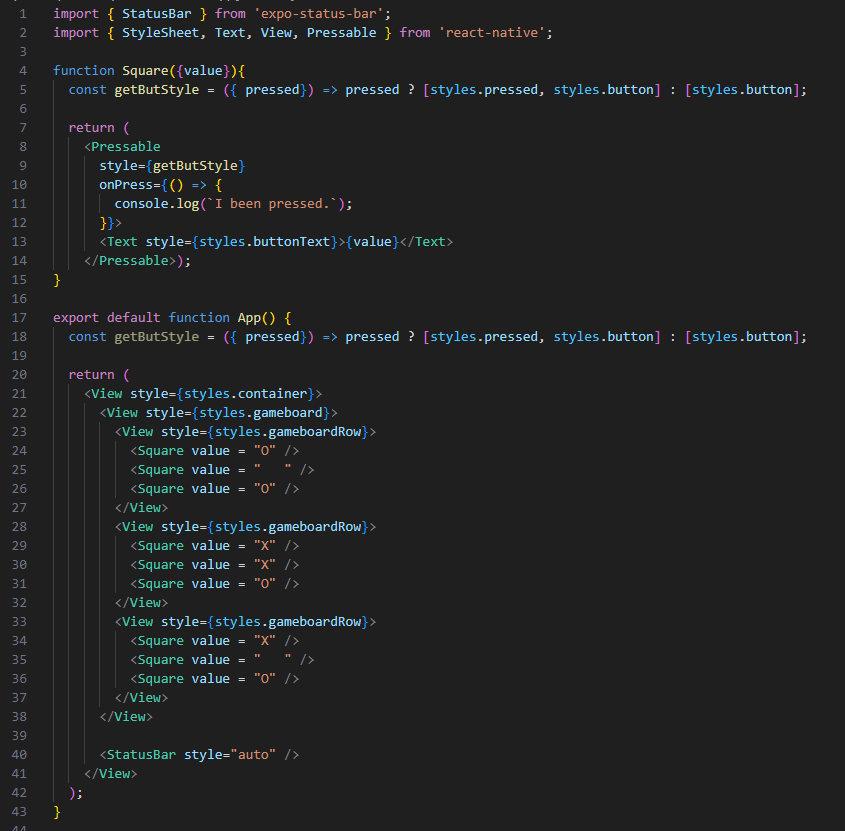 1 import { StatusBar } from 'expo-status-bar';
2 import { StyleSheet, Text, View, Pressable } from 'react-native';
3
4 function Square({value}){
5   const getButStyle = ({ pressed}) => pressed ? [styles.pressed, styles.button] : [styles.button];
6
7   return (
8     <Pressable
9       style={getButStyle}
10       onPress={() => {
11         console.log(`I been pressed.`);
12       }}>
13       <Text style={styles.buttonText}>{value}</Text>
14     </Pressable>);
15 }
16
17 export default function App() {
18   const getButStyle = ({ pressed}) => pressed ? [styles.pressed, styles.button] : [styles.button];
19
20   return (
21     <View style={styles.container}>
22       <View style={styles.gameboard}>
23         <View style={styles.gameboardRow}>
24           <Square value = "O" />
25           <Square value = "   " />
26           <Square value = "O" />
27         </View>
28         <View style={styles.gameboardRow}>
29           <Square value = "X" />
30           <Square value = "X" />
31           <Square value = "O" />
32         </View>
33         <View style={styles.gameboardRow}>
34           <Square value = "X" />
35           <Square value = "   " />
36           <Square value = "O" />
37         </View>
38       </View>
39
40       <StatusBar style="auto" />
41     </View>
42   );
43 }
44